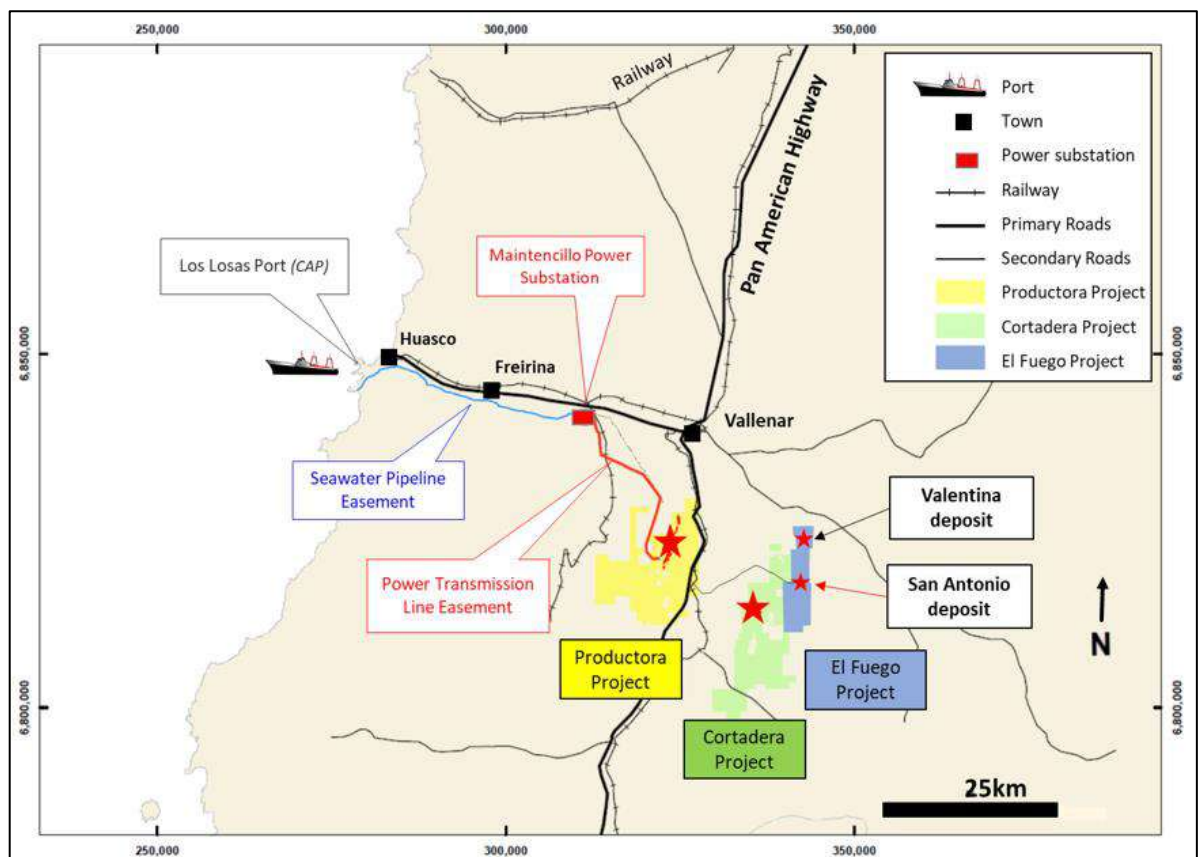 250,000
300,000
350,000
6,850,000
6,800,000
6,850,000
6,800,000
Railway
Pan American Highway
Port
Town
Power substation
Railway
Primary Roads
Secondary Roads
Productora Project
Cortadera Project
El Fuego Project
Los Losas Port (CAP)
Maintencillo Power
Substation
Huasco
Freirina
Vallenar
Seawater Pipeline
Easement
Power Transmission
Line Easement
Valentina
deposit
San Antonio
deposit
N
Productora
Project
El Fuego
Project
Cortadera
Project
25km
250,000
300,000
350,000